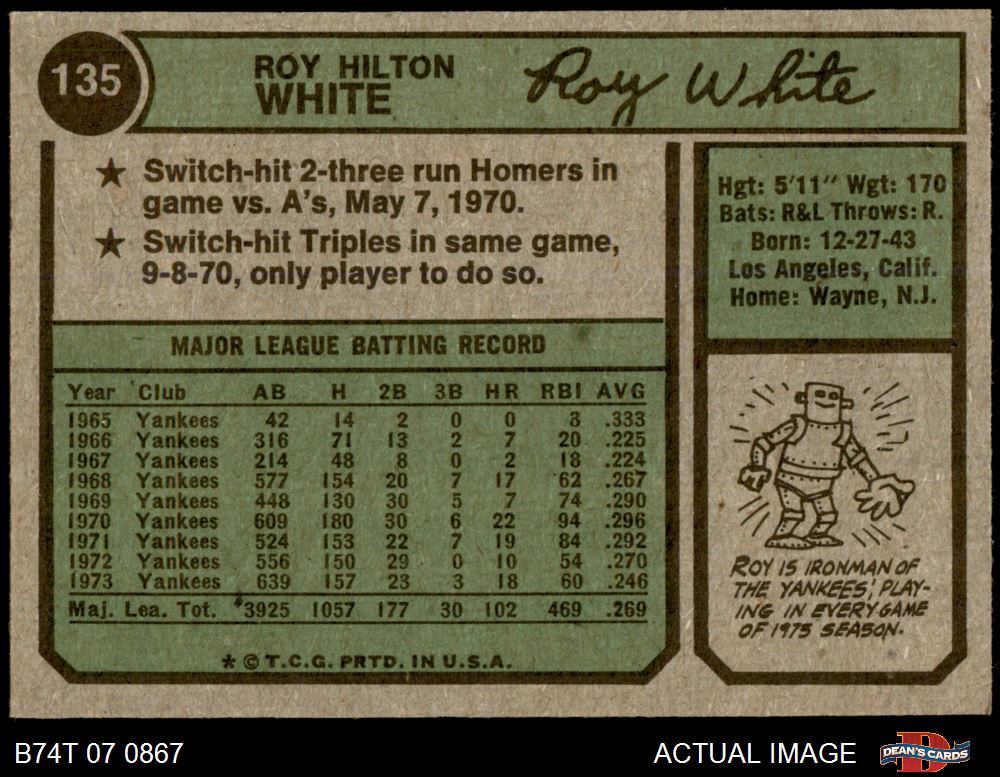 135
ROY HILTON
WHITE
Roy White
★ Switch-hit 2-three run Homers in
game vs. A's, May 7, 1970.
★ Switch-hit Triples in same game,
9-8-70, only player to do so.
Hgt: 5'11" Wgt: 170
Bats: R&L Throws: R.
Born: 12-27-43
Los Angeles, Calif.
Home: Wayne, N.J.
MAJOR LEAGUE BATTING RECORD
Year Club AB H 2B 3B HR RBI AVG
1965 Yankees 42 14 2 0 0 3 .333
1966 Yankees 316 71 13 2 7 20 .225
1967 Yankees 214 48 8 0 2 18 .224
1968 Yankees 577 154 20 7 17 62 .267
1969 Yankees 448 130 30 5 7 74 .290
1970 Yankees 609 180 30 6 22 94 .296
1971 Yankees 524 153 22 7 19 84 .292
1972 Yankees 556 150 29 0 10 54 .270
1973 Yankees 639 157 23 3 18 60 .246
Maj. Lea. Tot. 3925 1057 177 30 102 469 .269
* © T.C.G. PRTD. IN U.S.A.
ROY IS IRONMAN OF
THE YANKEES, PLAY-
ING IN EVERY GAME
OF 1973 SEASON.
B74T 07 0867
ACTUAL IMAGE
DEAN'S CARDS